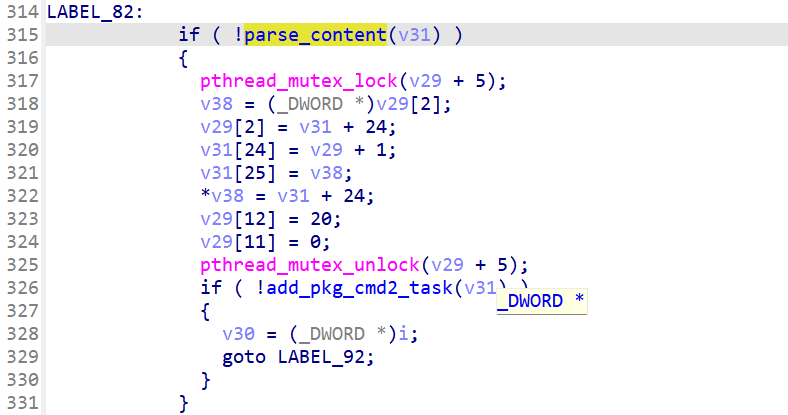 314 LABEL_82:
315 if ( !parse_content(v31) )
316 {
317 pthread_mutex_lock(v29 + 5);
318 v38 = (_DWORD *)v29[2];
319 v29[2] = v31 + 24;
320 v31[24] = v29 + 1;
321 v31[25] = v38;
322 *v38 = v31 + 24;
323 v29[12] = 20;
324 v29[11] = 0;
325 pthread_mutex_unlock(v29 + 5);
326 if ( !add_pkg_cmd2_task(v31) )
_DWORD *
327 {
328 v30 = (_DWORD *)i;
329 goto LABEL_92;
330 }
331 }